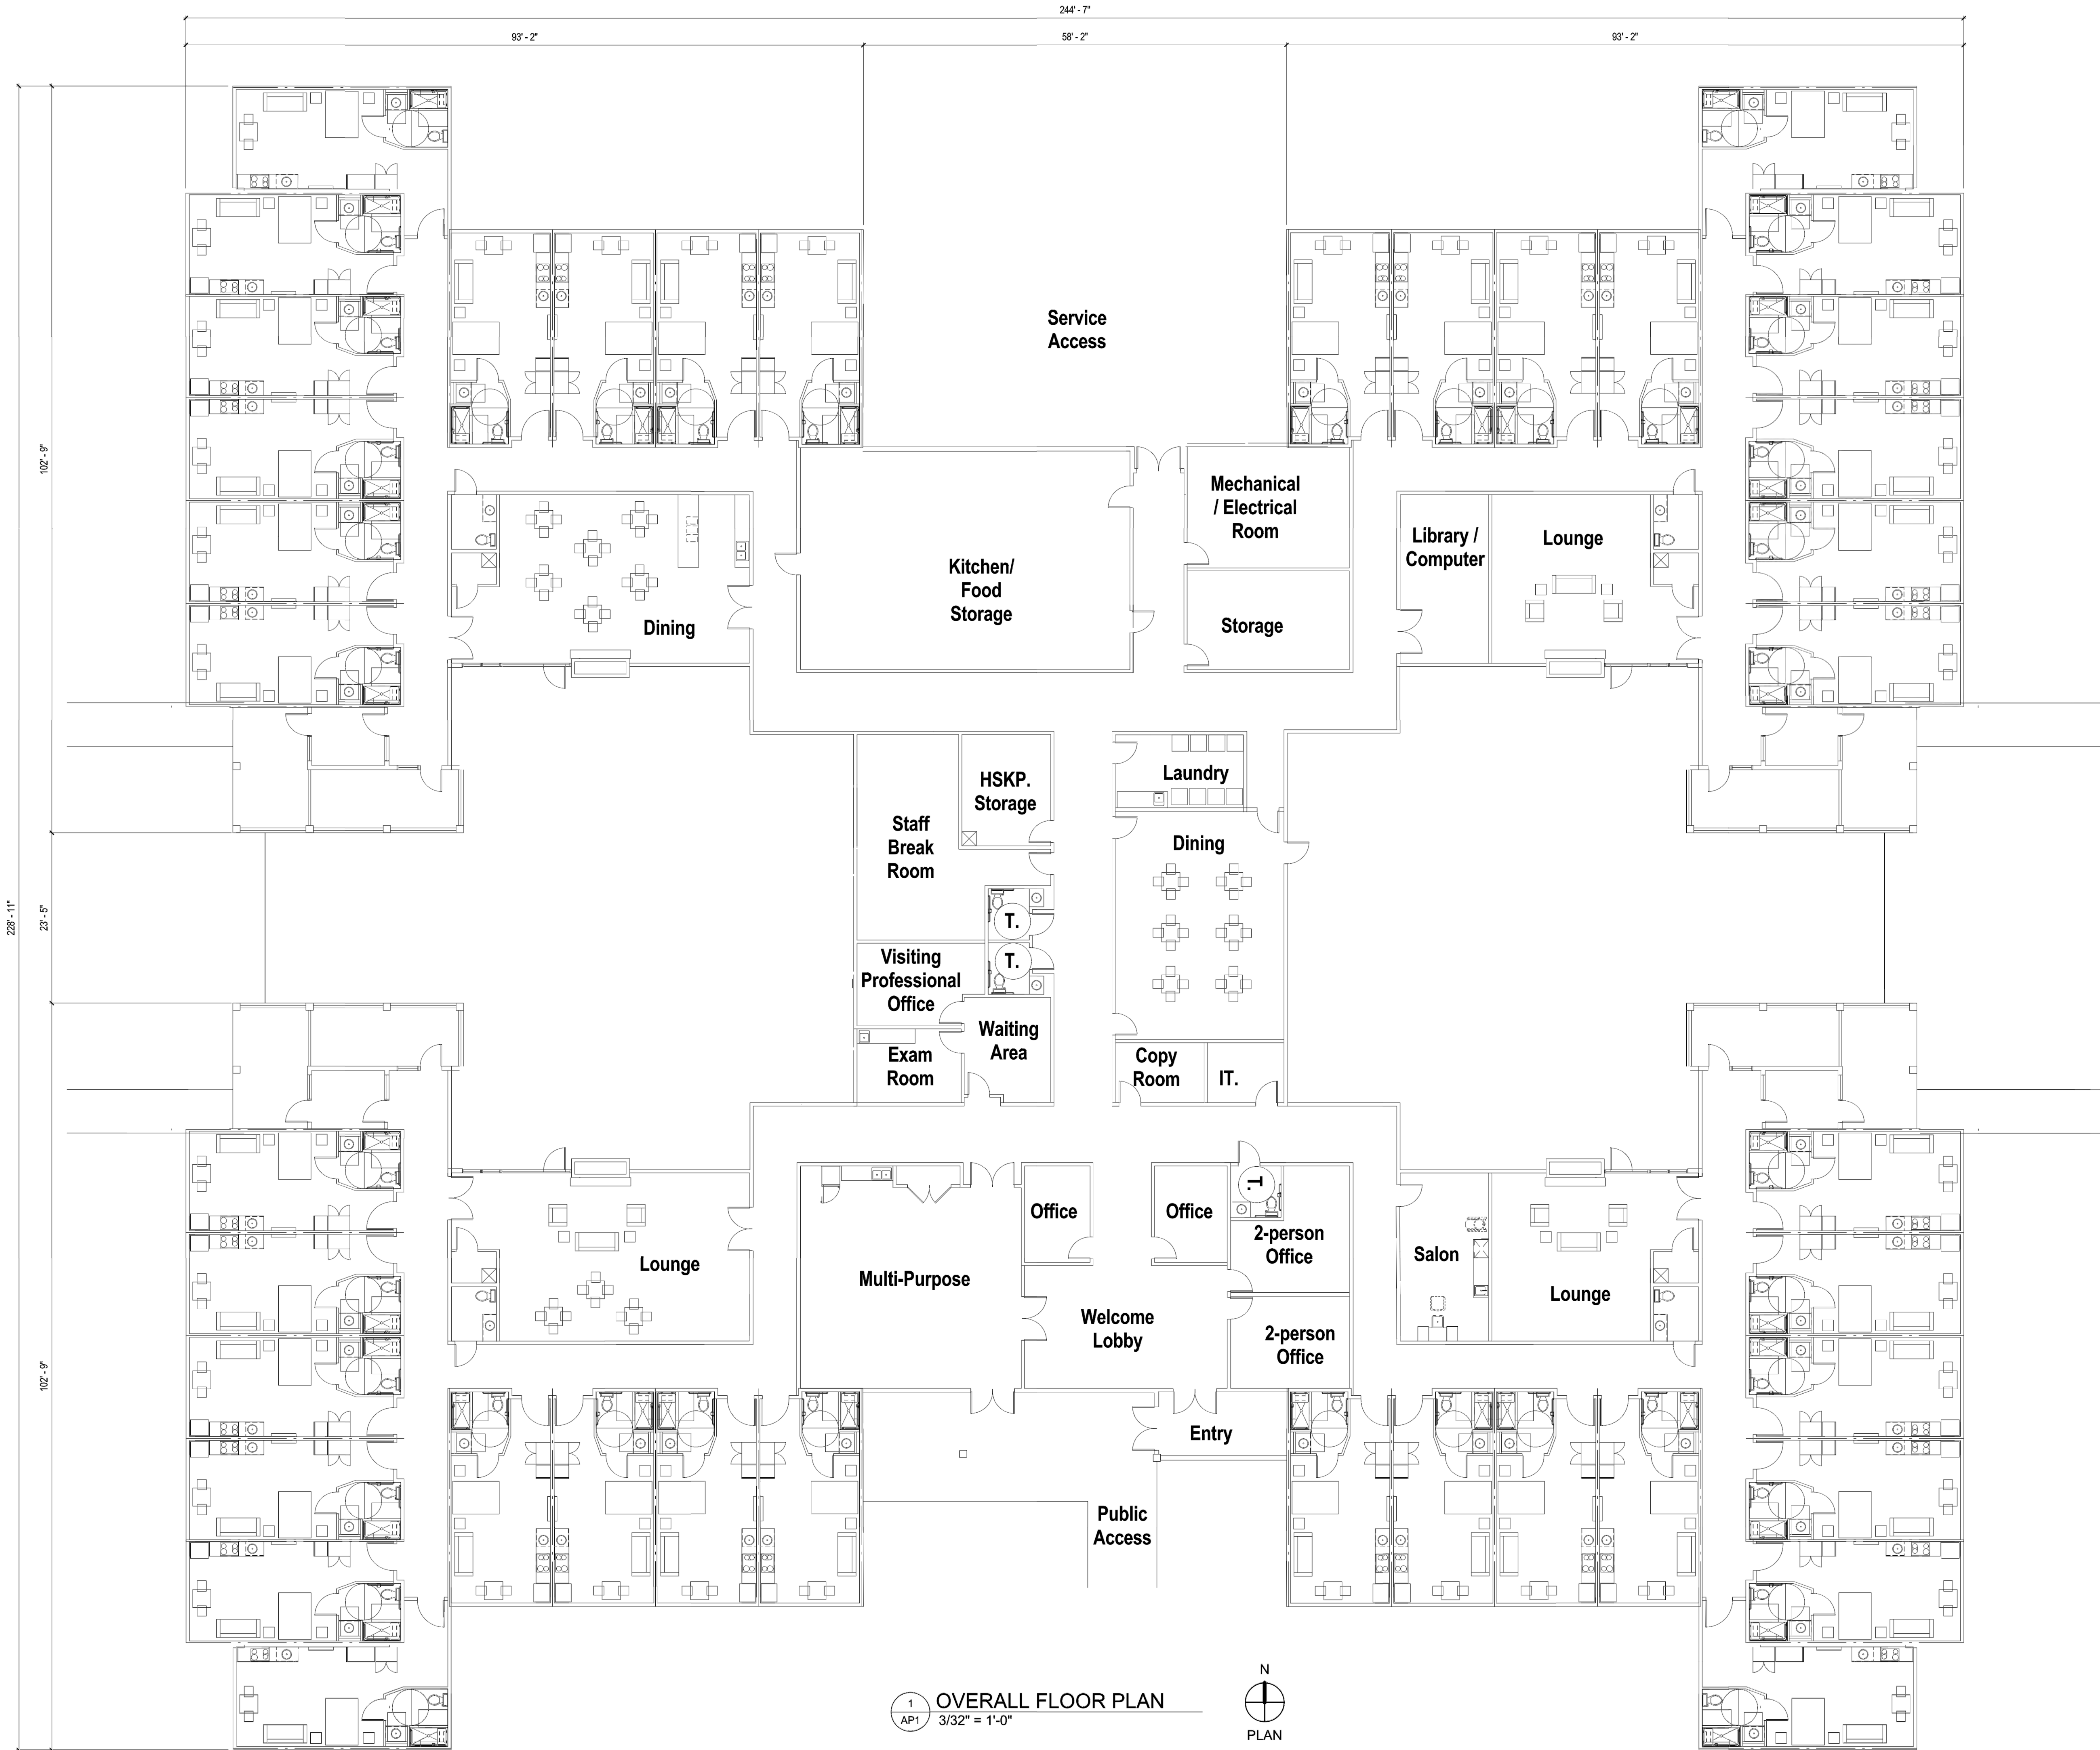 244' - 7"
93' - 2"
58' - 2"
93' - 2"
Service
Access
102' - 9"
Mechanical
/ Electrical
Room
Library /
Computer
Lounge
Kitchen/
Food
Storage
Dining
Storage
HSKP.
Storage
Laundry
Staff
Break
Room
Dining
228' - 11"
23' - 5"
T.
T.
Visiting
Professional
Office
Waiting
Area
Exam
Room
Copy
Room
IT.
Office
Office
T.
2-person
Office
Lounge
Multi-Purpose
Salon
Lounge
Welcome
Lobby
2-person
Office
102' - 9"
Entry
Public
Access
1
AP1
OVERALL FLOOR PLAN
3/32" = 1'-0"
N
PLAN